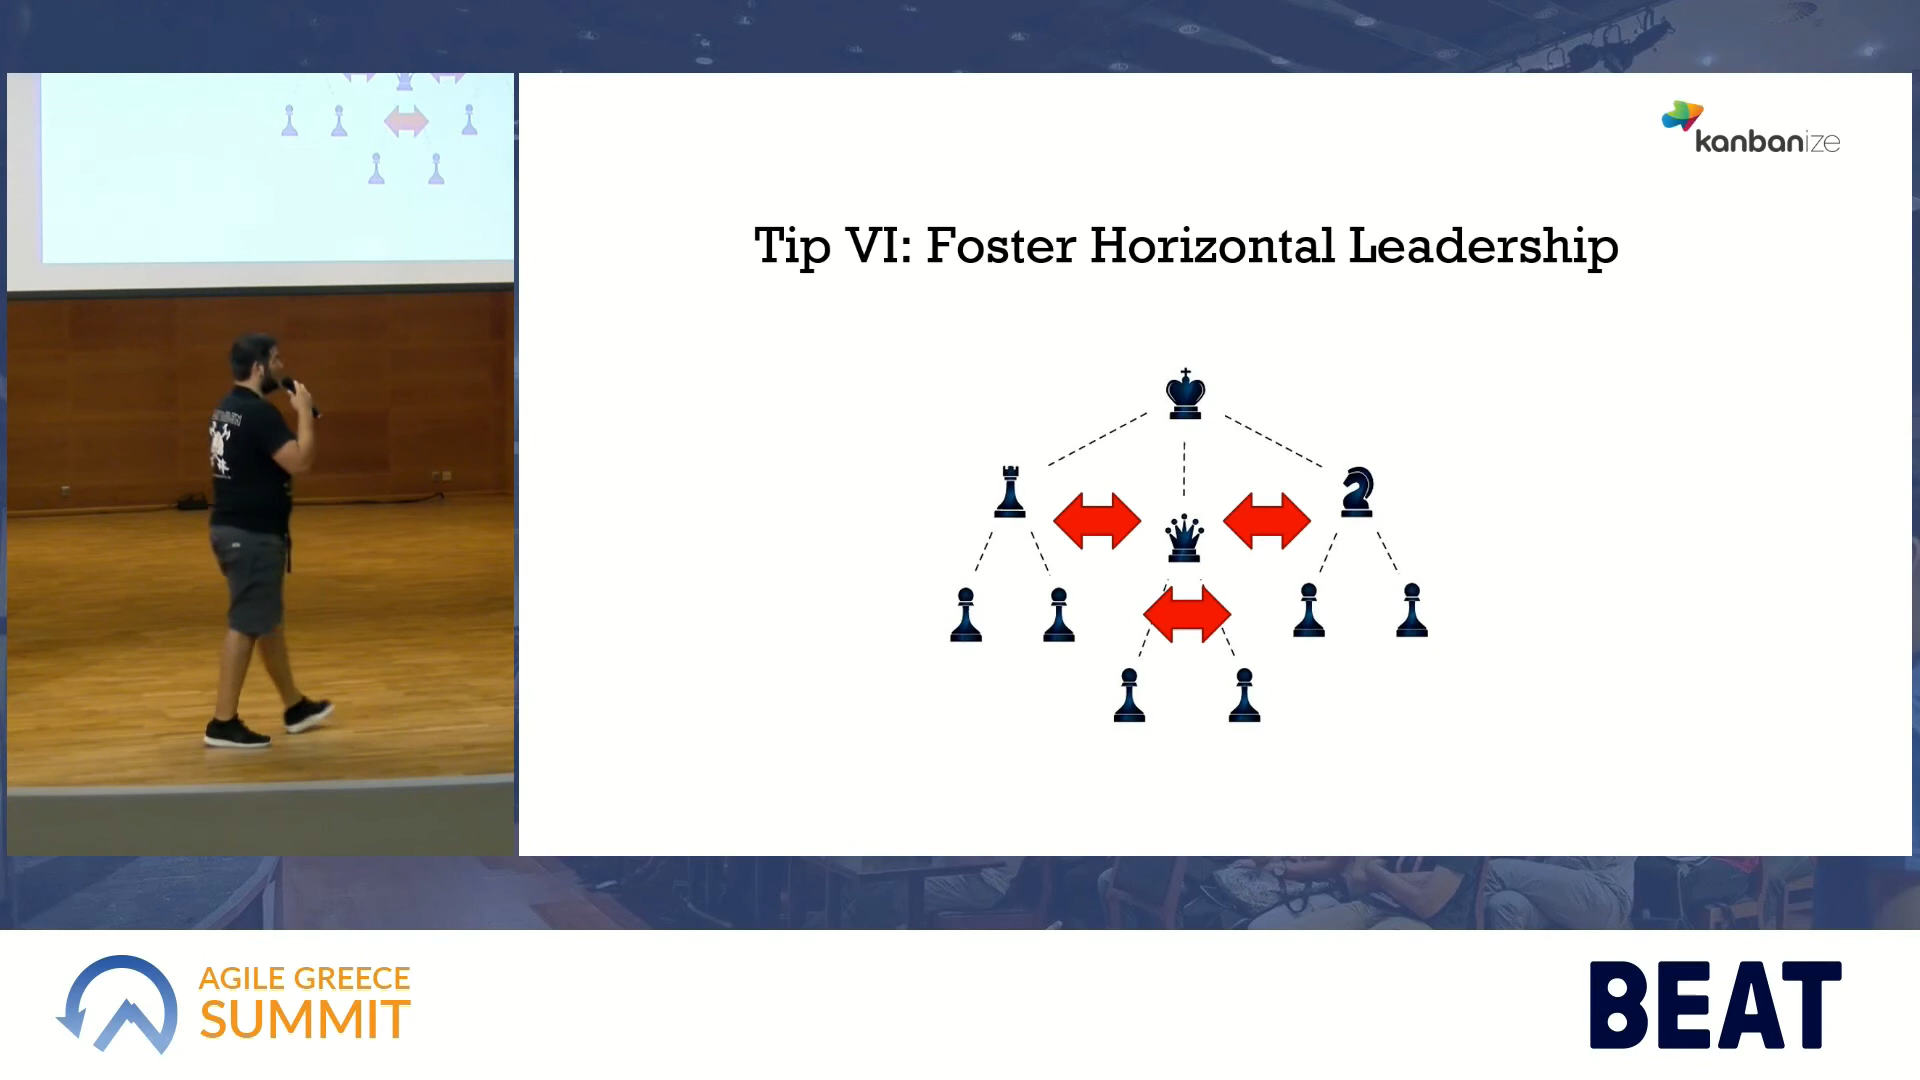 kanbanize
Tip VI: Foster Horizontal Leadership
AGILE GREECE
SUMMIT
BEAT